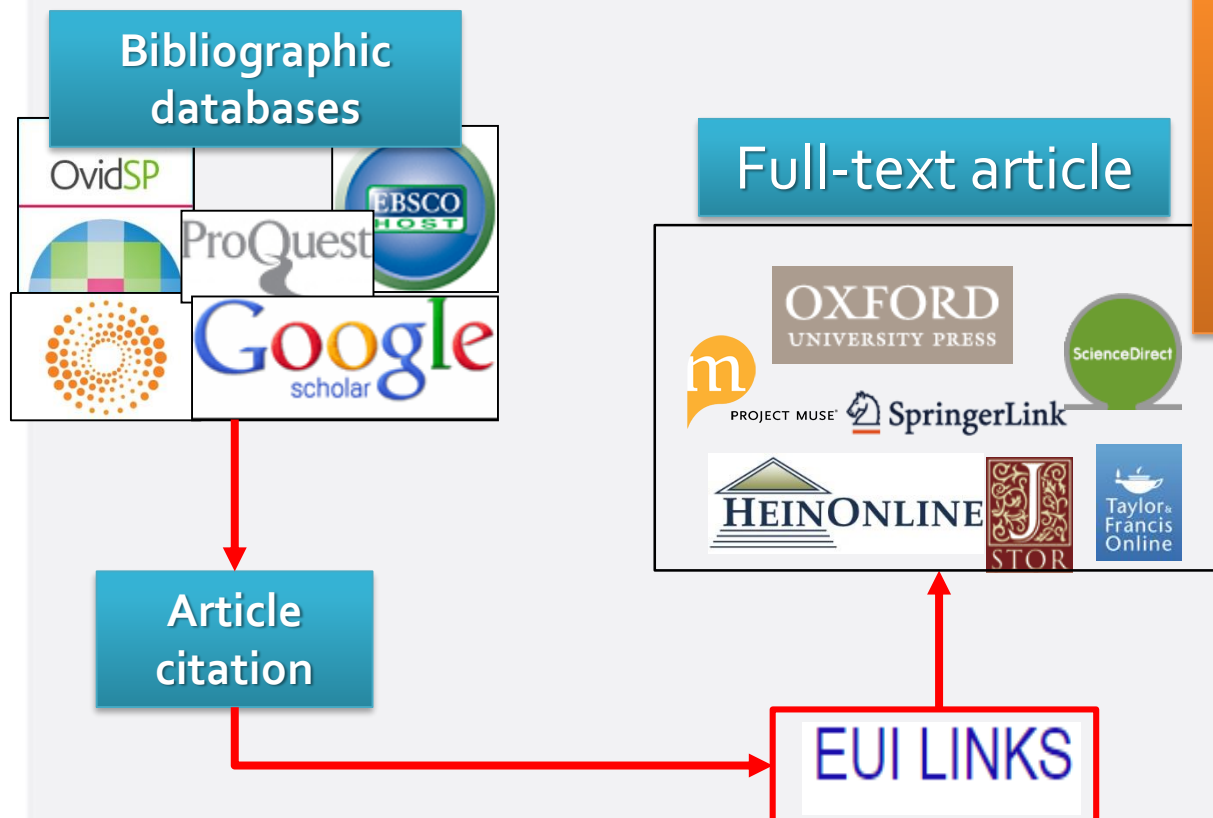 Bibliographic
databases
OvidSP
EBSCO
HOST
ProQuest
Google
scholar
Full-text article
OXFORD
UNIVERSITY PRESS
ScienceDirect
m
PROJECT MUSE®
SpringerLink
HEINONLINE
J
STOR
Taylor &
Francis
Online
Article
citation
EUI LINKS